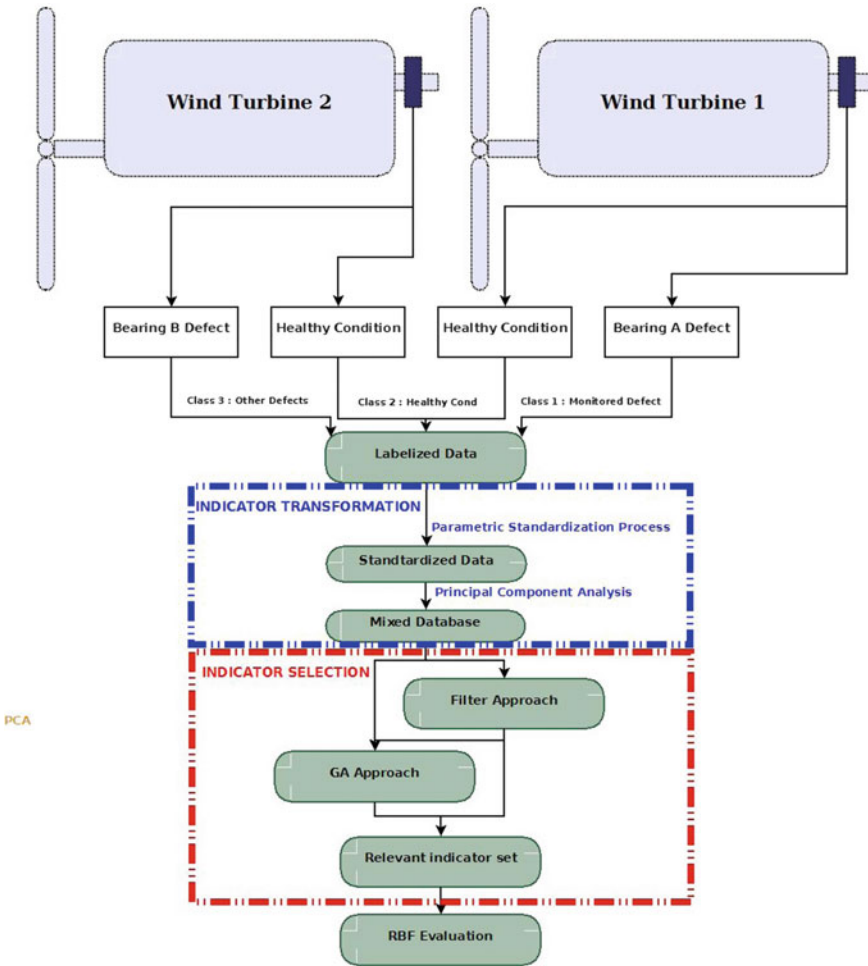 Wind Turbine 2
Wind Turbine 1
Bearing B Defect
Healthy Condition
Healthy Condition
Bearing A Defect
Class 3 : Other Defects
Class 2 : Healthy Cond
Class 1 : Monitored Defect
Labelized Data
INDICATOR TRANSFORMATION
Parametric Standardization Process
Standtardized Data
Principal Component Analysis
Mixed Database
INDICATOR SELECTION
Filter Approach
PCA
GA Approach
Relevant indicator set
RBF Evaluation